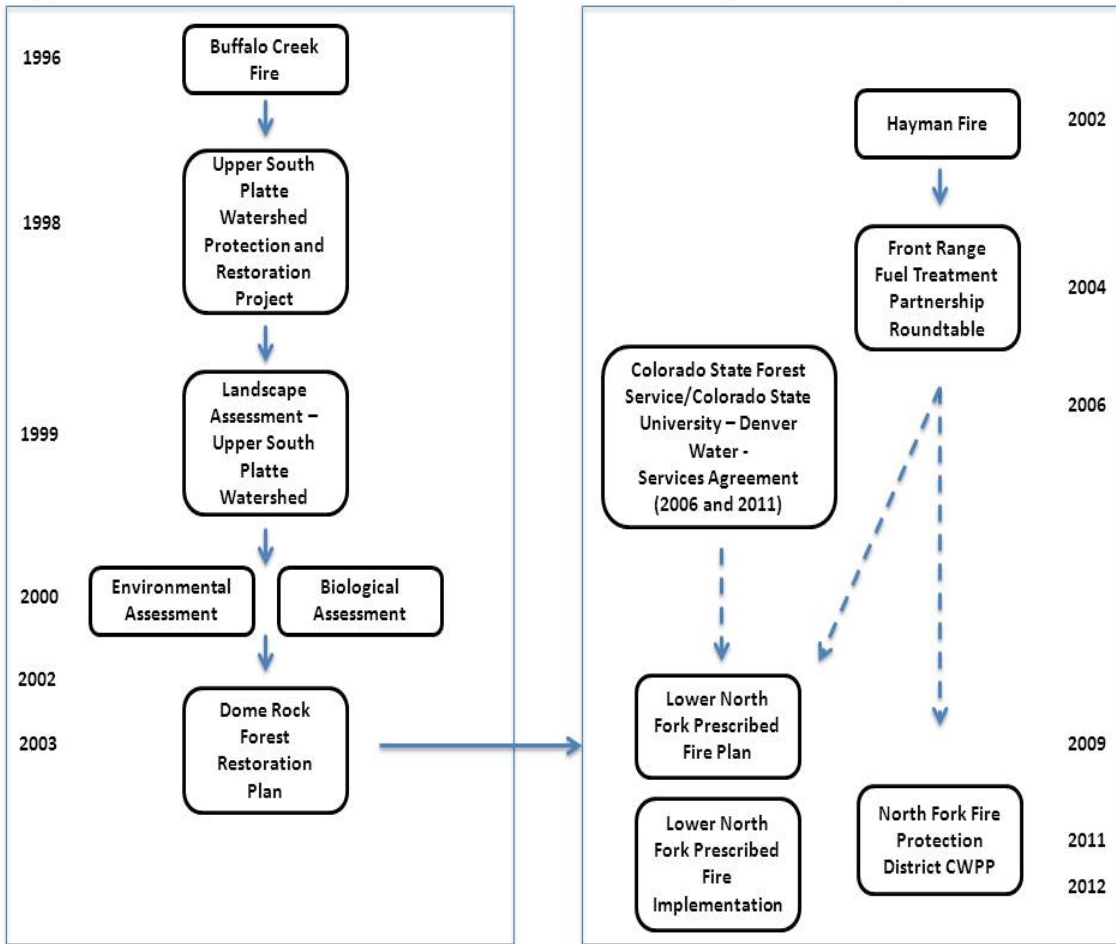 1996
Buffalo Creek
Fire
1998
Upper South
Platte
Watershed
Protection and
Restoration
Project
1999
Landscape
Assessment –
Upper South
Platte
Watershed
2000
Environmental
Assessment
Biological
Assessment
2002
2003
Dome Rock
Forest
Restoration
Plan
Hayman Fire
2002
Front Range
Fuel Treatment
Partnership
Roundtable
2004
Colorado State Forest
Service/Colorado State
University – Denver
Water -
Services Agreement
(2006 and 2011)
2006
Lower North
Fork Prescribed
Fire Plan
2009
Lower North
Fork Prescribed
Fire
Implementation
North Fork Fire
Protection
District CWPP
2011
2012